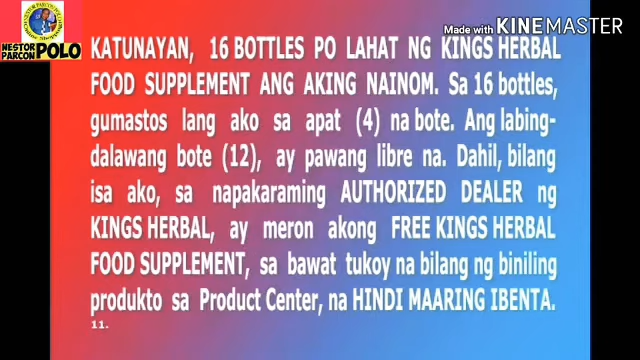 NESTOR
PARCON POLO
Made with KINEMASTER
KATUNAYAN, 16 BOTTLES PO LAHAT NG KINGS HERBAL
FOOD SUPPLEMENT ANG AKING NAINOM. Sa 16 bottles,
gumastos lang ako sa apat (4) na bote. Ang labing-
dalawang bote (12), ay pawang libre na. Dahil, bilang
isa ako, sa napakaraming AUTHORIZED DEALER ng
KINGS HERBAL, ay meron akong FREE KINGS HERBAL
FOOD SUPPLEMENT, sa bawat tukoy na bilang ng biniling
produkto sa Product Center, na HINDI MAARING IBENTA.
11.